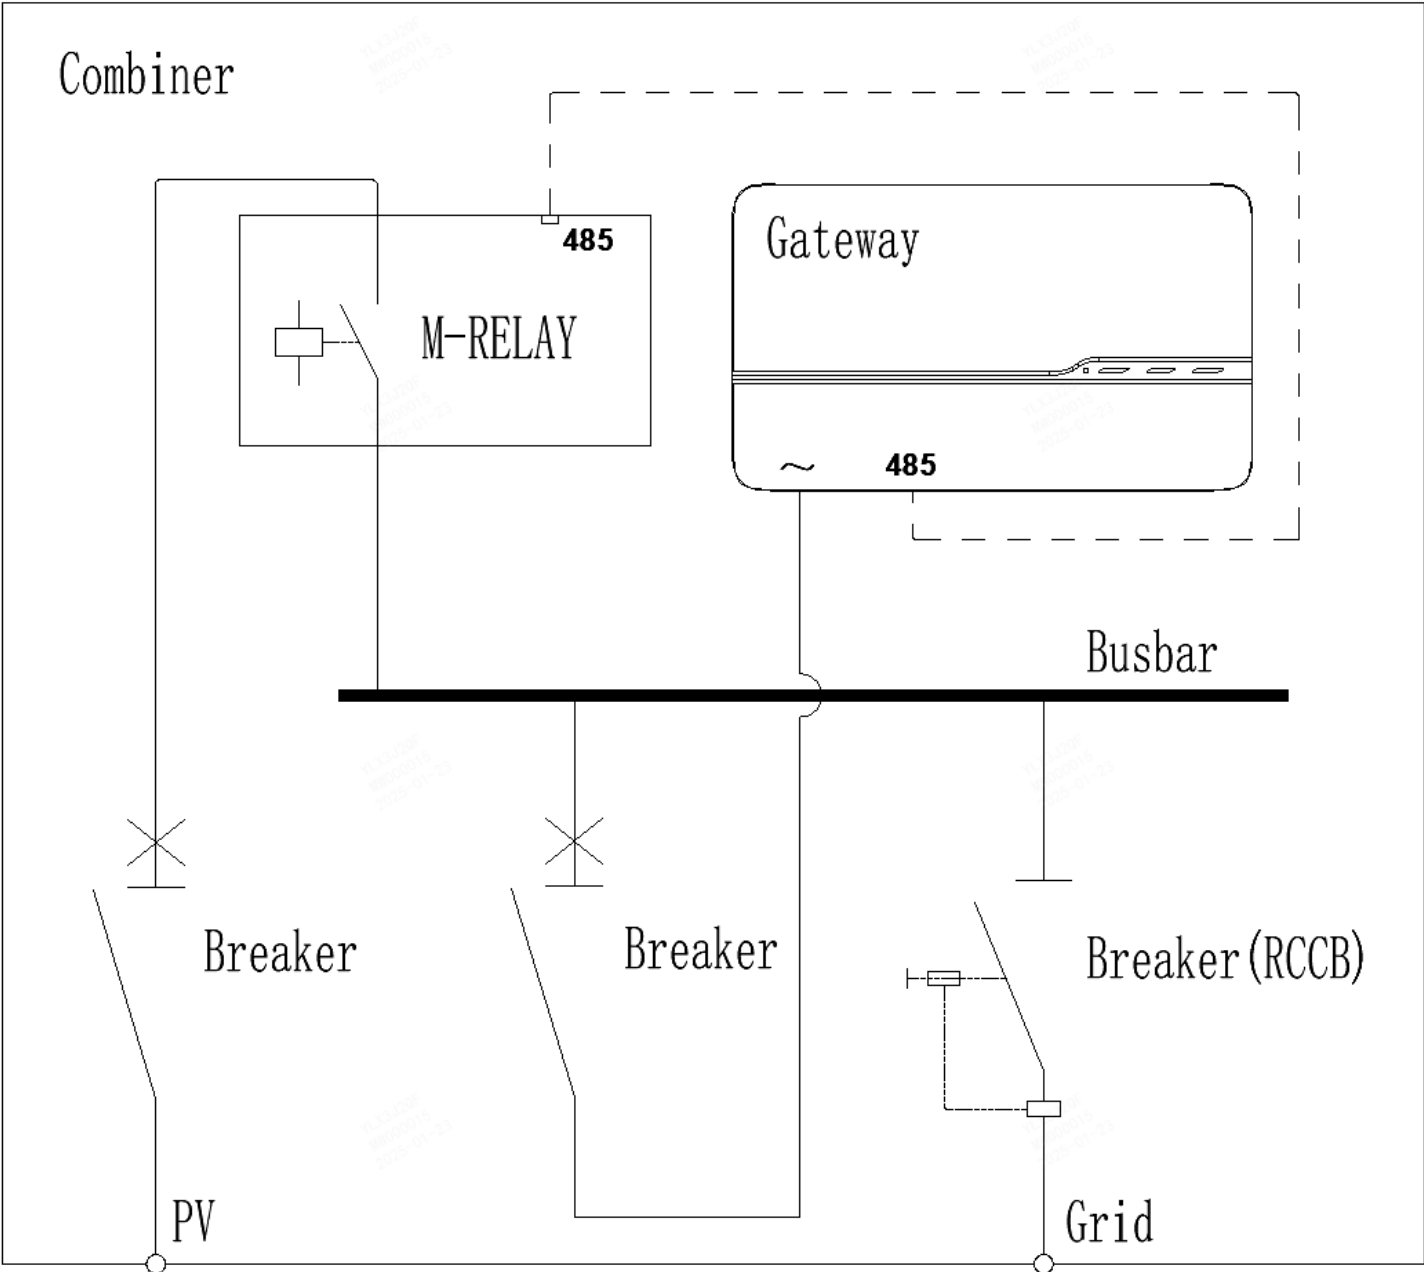 Combiner
485
Gateway
M-RELAY
~
485
Busbar
Breaker
Breaker
Breaker(RCCB)
PV
Grid